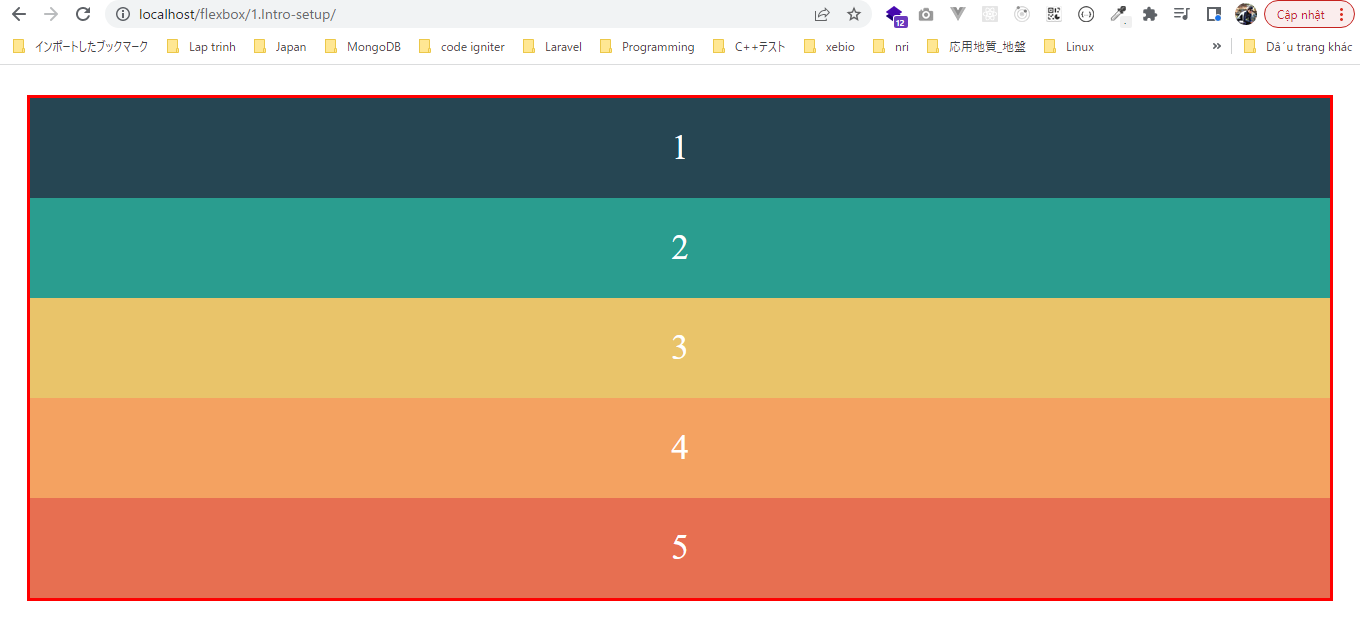 localhost/flexbox/1.Intro-setup/
12
Cập nhật
インポートしたブックマーク Lap trinh Japan MongoDB code igniter Laravel Programming C++テスト xebio nri 応用地質_地盤 Linux » Dấu trang khác
1
2
3
4
5